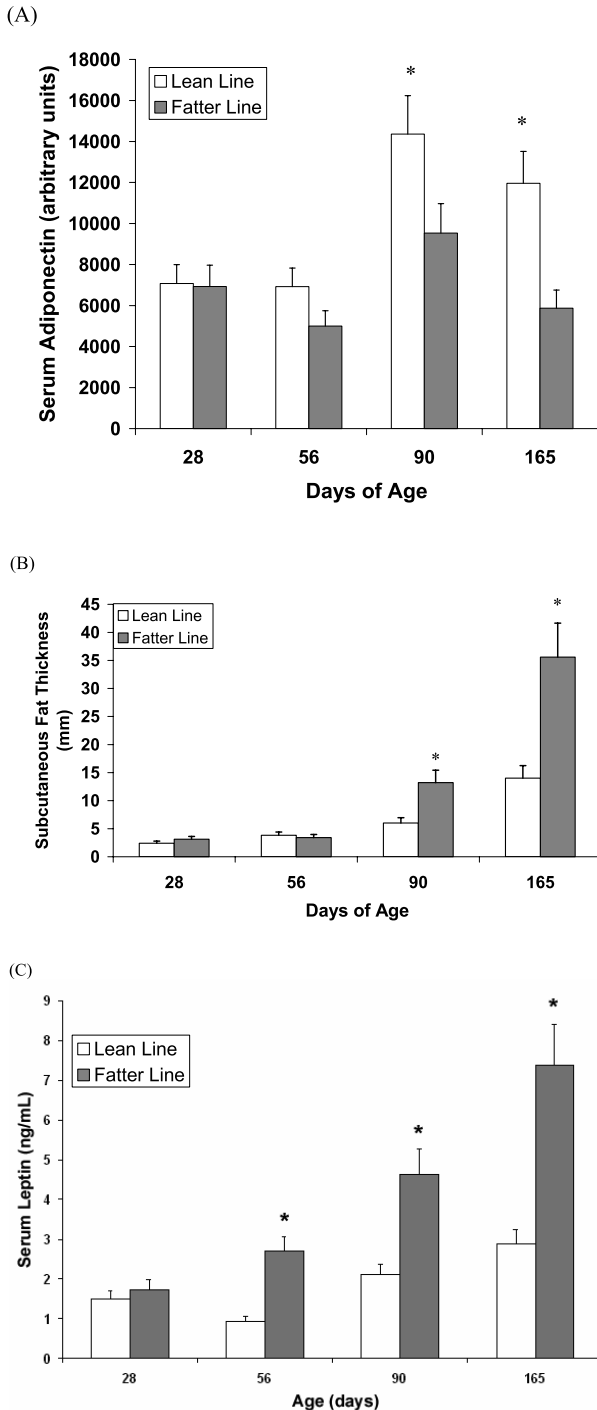 (A)
Serum Adiponectin (arbitrary units)
18000
16000
14000
12000
10000
8000
6000
4000
2000
0
Lean Line
Fatter Line
*
*
28 56 90 165
Days of Age
(B)
Subcutaneous Fat Thickness
(mm)
45
40
35
30
25
20
15
10
5
0
Lean Line
Fatter Line
*
*
28 56 90 165
Days of Age
(C)
Serum Leptin (ng/mL)
9
8
7
6
5
4
3
2
1
0
Lean Line
Fatter Line
*
*
*
28 56 90 165
Age (days)